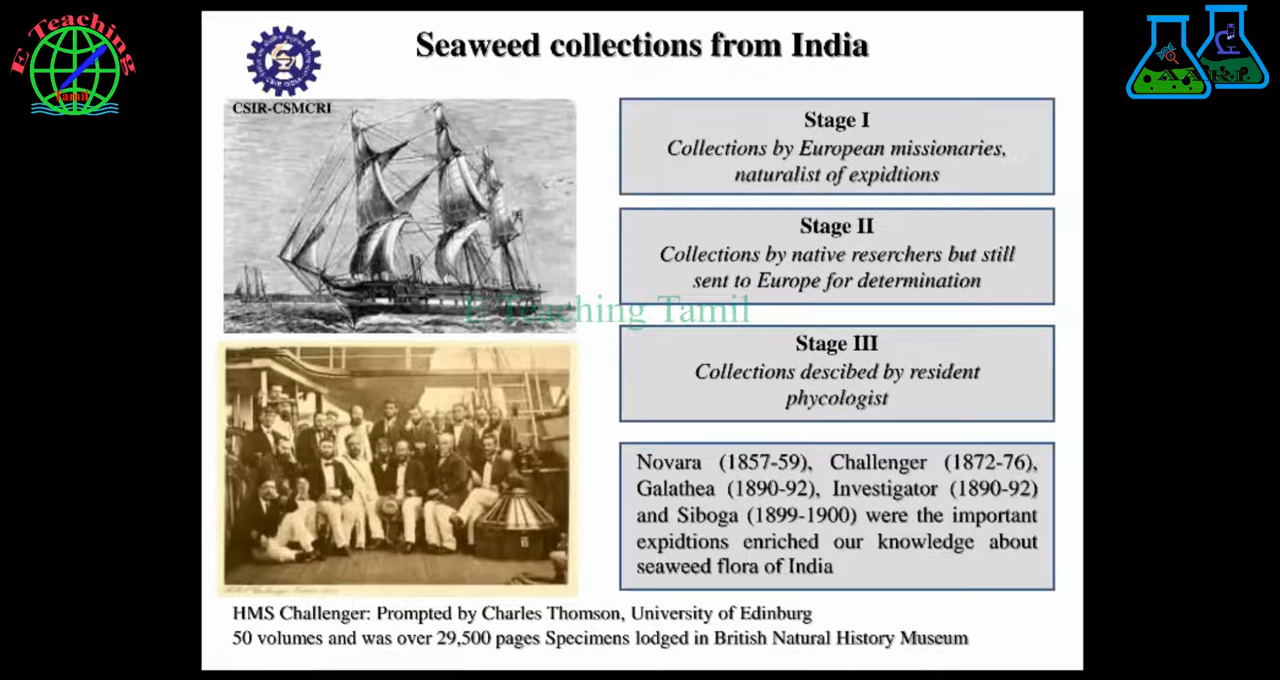 E Teaching
Tamil
Seaweed collections from India
CSIR INDIA
CSIR-CSMCRI
Stage I
Collections by European missionaries,
naturalist of expidtions
Stage II
Collections by native reserchers but still
sent to Europe for determination
E Teaching Tamil
Stage III
Collections descibed by resident
phycologist
Novara (1857-59), Challenger (1872-76),
Galathea (1890-92), Investigator (1890-92)
and Siboga (1899-1900) were the important
expidtions enriched our knowledge about
seaweed flora of India
HMS Challenger: Prompted by Charles Thomson, University of Edinburg
50 volumes and was over 29,500 pages Specimens lodged in British Natural History Museum